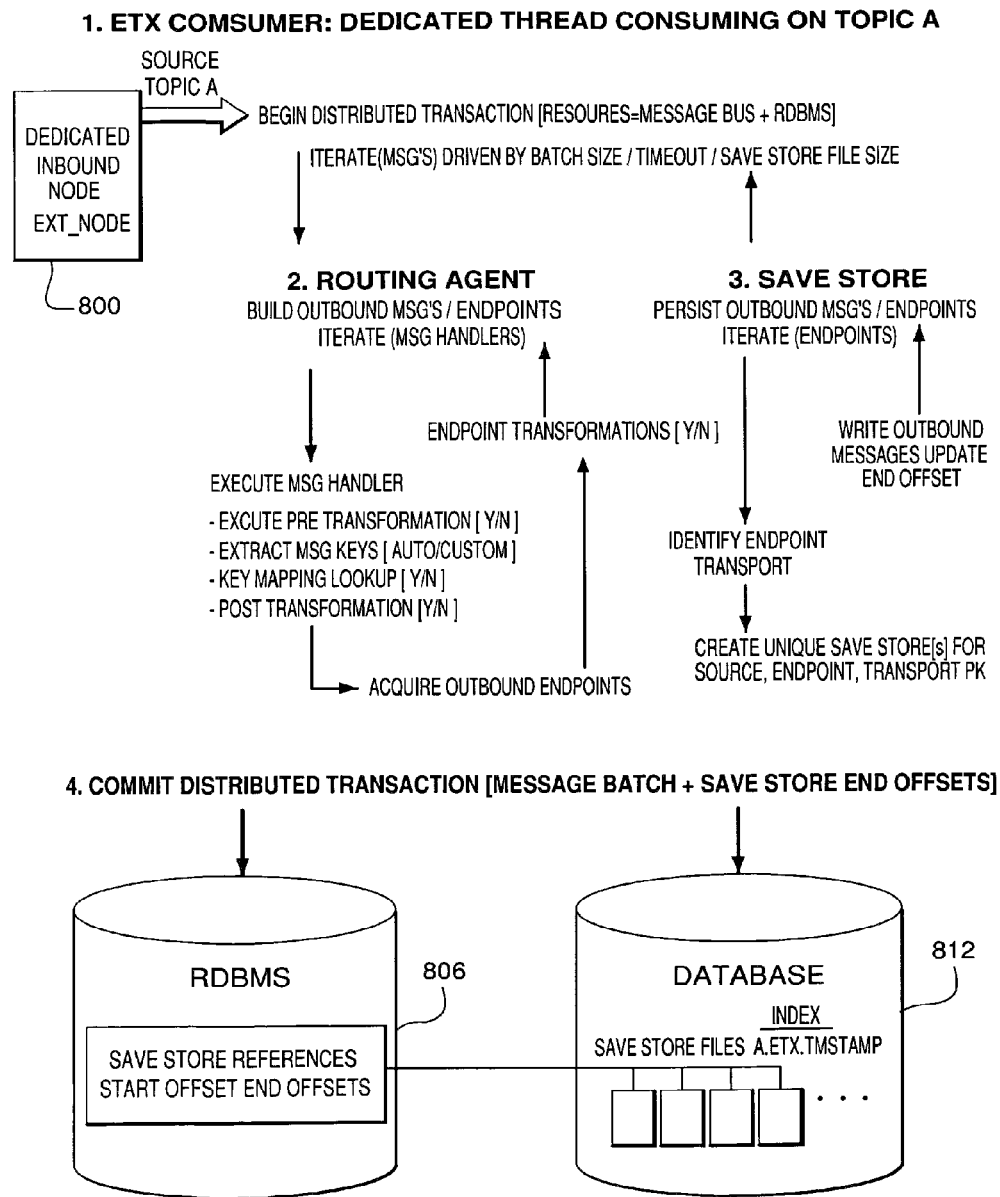 1. ETX COMSUMER: DEDICATED THREAD CONSUMING ON TOPIC A
SOURCE
TOPIC A
DEDICATED
INBOUND
NODE
EXT_NODE
800
BEGIN DISTRIBUTED TRANSACTION [RESOURES=MESSAGE BUS + RDBMS]
ITERATE(MSG'S) DRIVEN BY BATCH SIZE / TIMEOUT / SAVE STORE FILE SIZE
2. ROUTING AGENT
BUILD OUTBOUND MSG'S / ENDPOINTS
ITERATE (MSG HANDLERS)
ENDPOINT TRANSFORMATIONS [ Y/N ]
EXECUTE MSG HANDLER
- EXCUTE PRE TRANSFORMATION [ Y/N ]
- EXTRACT MSG KEYS [ AUTO/CUSTOM ]
- KEY MAPPING LOOKUP [ Y/N ]
- POST TRANSFORMATION [Y/N ]
ACQUIRE OUTBOUND ENDPOINTS
3. SAVE STORE
PERSIST OUTBOUND MSG'S / ENDPOINTS
ITERATE (ENDPOINTS)
WRITE OUTBOUND
MESSAGES UPDATE
END OFFSET
IDENTIFY ENDPOINT
TRANSPORT
CREATE UNIQUE SAVE STORE[s] FOR
SOURCE, ENDPOINT, TRANSPORT PK
4. COMMIT DISTRIBUTED TRANSACTION [MESSAGE BATCH + SAVE STORE END OFFSETS]
RDBMS
806
SAVE STORE REFERENCES
START OFFSET END OFFSETS
DATABASE
812
INDEX
SAVE STORE FILES A.ETX.TMSTAMP
. . .